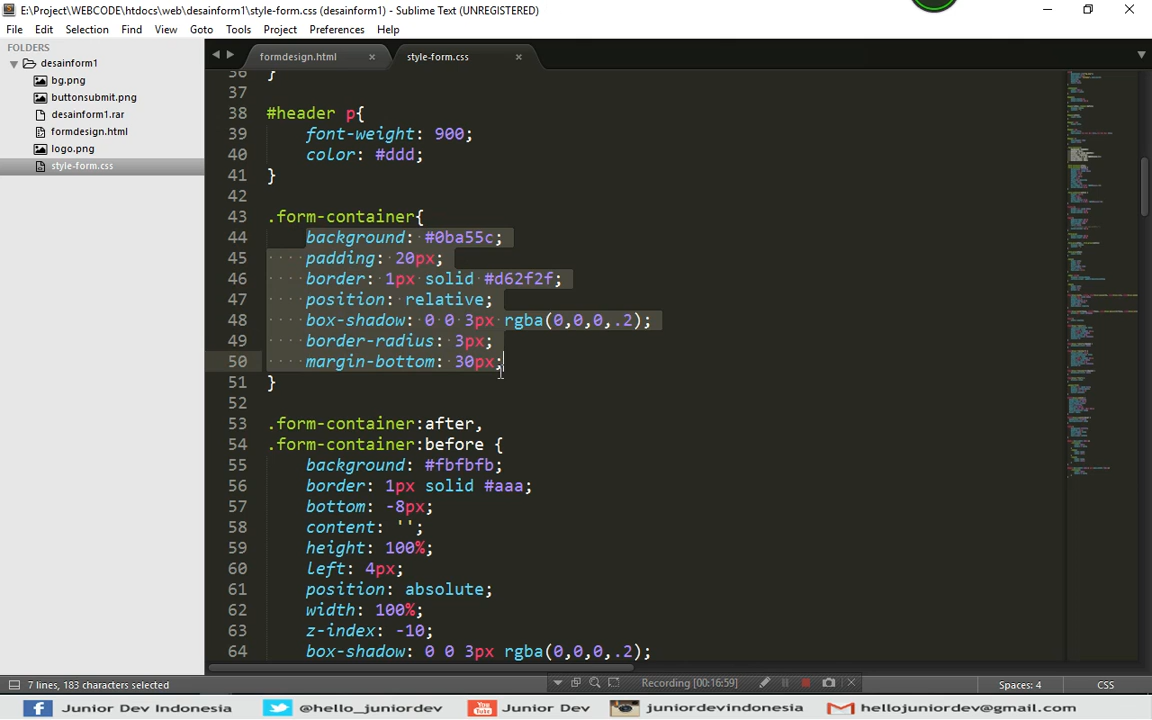 E:\Project\WEBCODE\htdocs\web\desainform1\style-form.css (desainform1) - Sublime Text (UNREGISTERED)
File Edit Selection Find View Goto Tools Project Preferences Help
FOLDERS
desainform1
bg.png
buttonsubmit.png
desainform1.rar
formdesign.html
logo.png
style-form.css
formdesign.html × style-form.css ×
36 }
37
38 #header p{
39 font-weight: 900;
40 color: #ddd;
41 }
42
43 .form-container{
44 background: #0ba55c;
45 padding: 20px;
46 border: 1px solid #d62f2f;
47 position: relative;
48 box-shadow: 0 0 3px rgba(0,0,0,.2);
49 border-radius: 3px;
50 margin-bottom: 30px;
51 }
52
53 .form-container:after,
54 .form-container:before {
55 background: #fbfbfb;
56 border: 1px solid #aaa;
57 bottom: -8px;
58 content: '';
59 height: 100%;
60 left: 4px;
61 position: absolute;
62 width: 100%;
63 z-index: -10;
64 box-shadow: 0 0 3px rgba(0,0,0,.2);
7 lines, 183 characters selected
Recording [00:16:59]
Spaces: 4 CSS
f Junior Dev Indonesia @hello_juniordev You Tube Junior Dev juniordevindonesia hellojuniordev@gmail.com